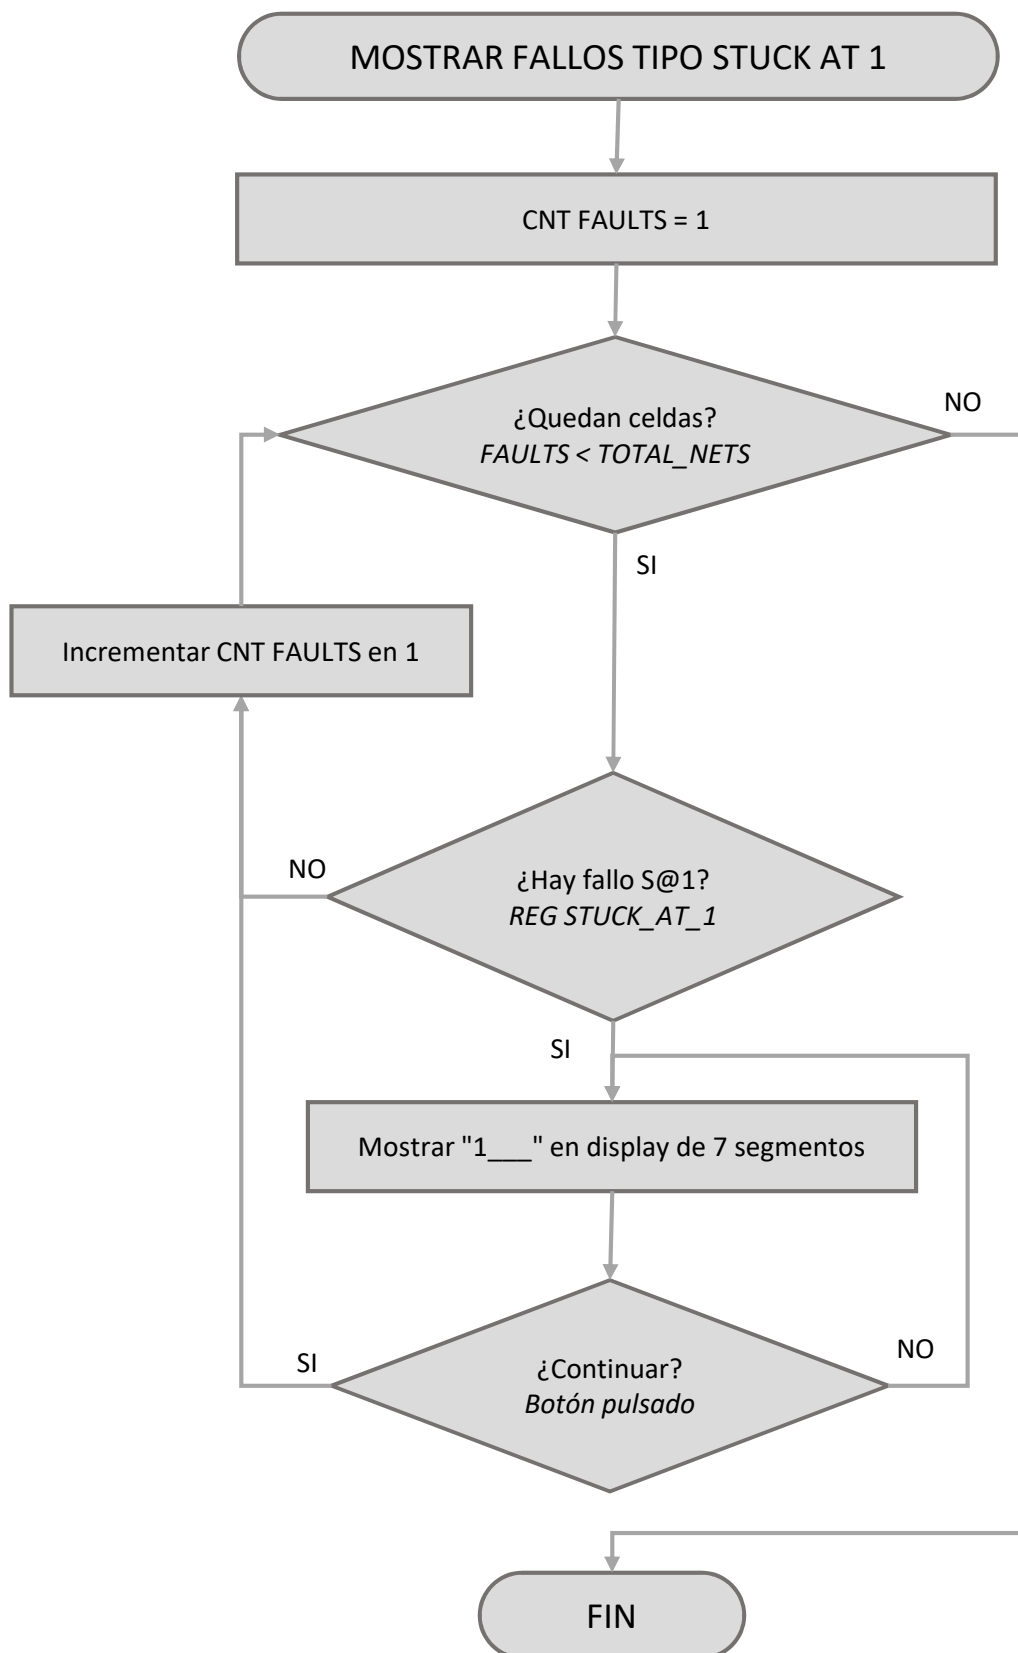 MOSTRAR FALLOS TIPO STUCK AT 1
CNT FAULTS = 1
¿Quedan celdas?
FAULTS < TOTAL_NETS
NO
SI
Incrementar CNT FAULTS en 1
¿Hay fallo S@1?
REG STUCK_AT_1
NO
SI
Mostrar "1___" en display de 7 segmentos
¿Continuar?
Botón pulsado
SI
NO
FIN